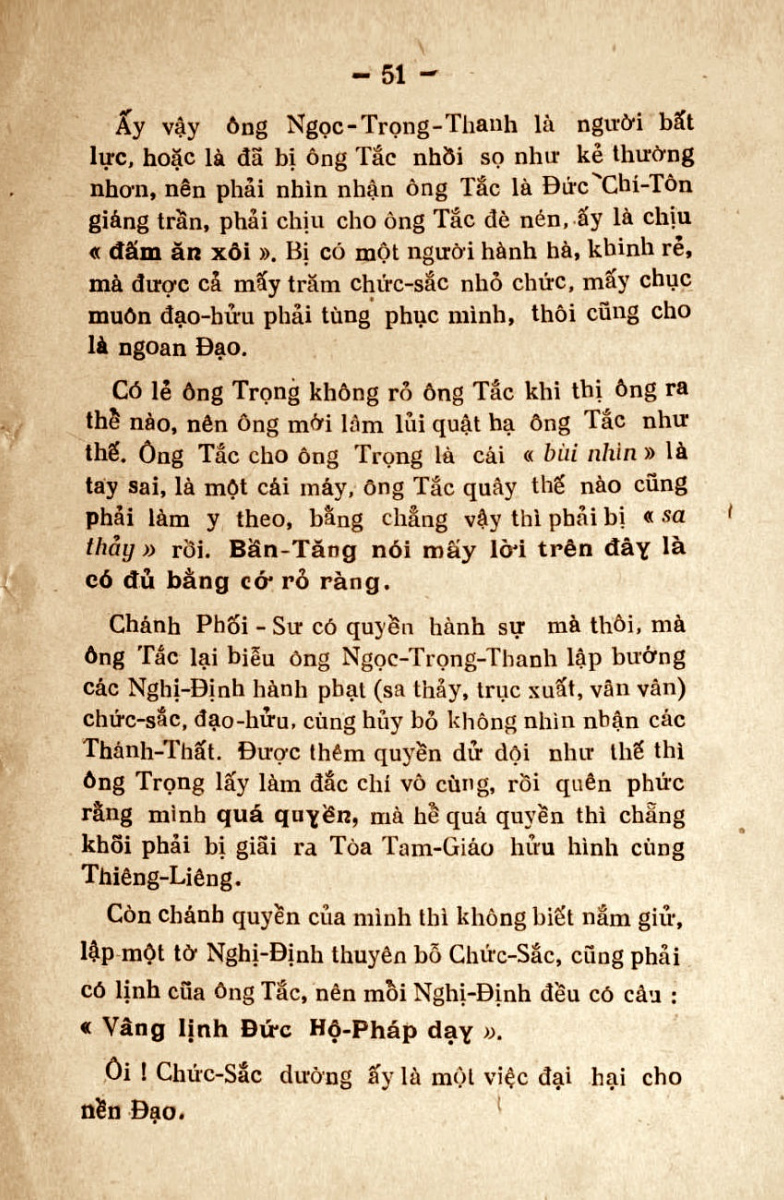 – 51 –
Ấy vậy ông Ngọc-Trọng-Thanh là người bất
lực, hoặc là đã bị ông Tắc nhồi sọ như kẻ thường
nhơn, nên phải nhìn nhận ông Tắc là Đức Chí-Tôn
giáng trần, phải chịu cho ông Tắc đè nén, ấy là chịu
« đấm ăn xôi ». Bị có một người hành hà, khinh rẻ,
mà được cả mấy trăm chức-sắc nhỏ chức, mấy chục
muôn đạo-hửu phải tùng phục mình, thôi cũng cho
là ngoan Đạo.
Có lẻ ông Trọng không rỏ ông Tắc khi thị ông ra
thể nào, nên ông mới lâm lủi quật hạ ông Tắc như
thế. Ông Tắc cho ông Trọng là cái « bùi nhìn » là
tay sai, là một cái máy, ông Tắc quây thế nào cũng
phải làm y theo, bằng chẳng vậy thì phải bị « sa
thảy » rồi. Bần-Tăng nói mấy lời trên đây là
có đủ bằng cớ rỏ ràng.
Chánh Phối - Sư có quyền hành sự mà thôi, mà
ông Tắc lại biểu ông Ngọc-Trọng-Thanh lập bướng
các Nghị-Định hành phạt (sa thảy, trục xuất, vân vân)
chức-sắc, đạo-hửu, cùng hủy bỏ không nhìn nhận các
Thánh-Thất. Được thêm quyền dử dội như thế thì
ông Trọng lấy làm đắc chí vô cùng, rồi quên phức
rằng mình quá quyền, mà hể quá quyền thì chẵng
khỏi phải bị giãi ra Tòa Tam-Giáo hửu hình cùng
Thiêng-Liêng.
Còn chánh quyền của mình thì không biết nắm giử,
lập một tờ Nghị-Định thuyên bổ Chức-Sắc, cũng phải
có lịnh cũa ông Tắc, nên mỗi Nghị-Định đều có câu :
« Vâng lịnh Đức Hộ-Pháp dạy ».
Ôi ! Chức-Sắc dường ấy là một việc đại hại cho
nền Đạo.